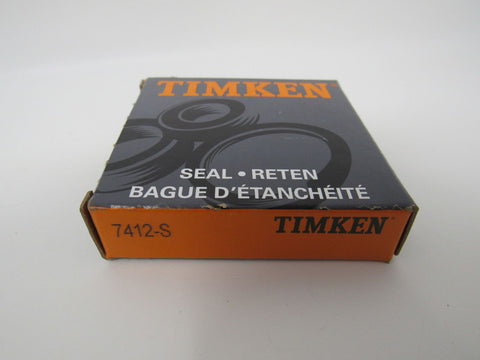 TIMKEN
SEAL • RETEN
BAGUE D'ÉTANCHÉITÉ
7412-S
TIMKEN